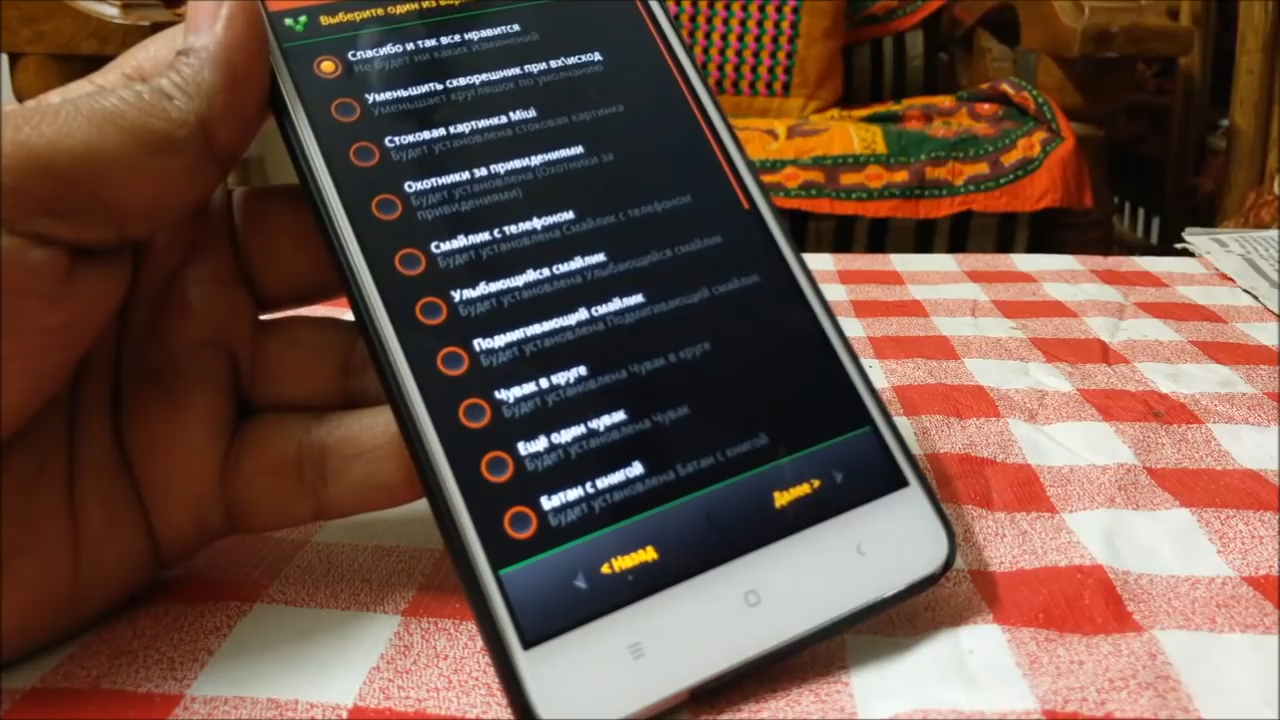 Выберите один из
Спасибо и так все нравится
Не будет ни каких изминений
Уменьшить скворешник при вх\исход
Уменьшает кругляшок по умолчанию
Стоковая картинка Miui
Будет установлена стоковая картинка
Охотники за привидениями
Будет установлена (Охотники за
привидениями)
Смайлик с телефоном
Будет установлена Смайлик с телефоном
Улыбающийся смайлик
Будет установлена Улыбающийся смайлик
Подмигивающий смайлик
Будет установлена Подмигивающий смайлик
Чувак в круге
Будет установлена Чувак в круге
Ещё один чувак
Будет установлена Чувак
Батан с книгой
Будет установлена Батан с книгой
< Назад
Далее >